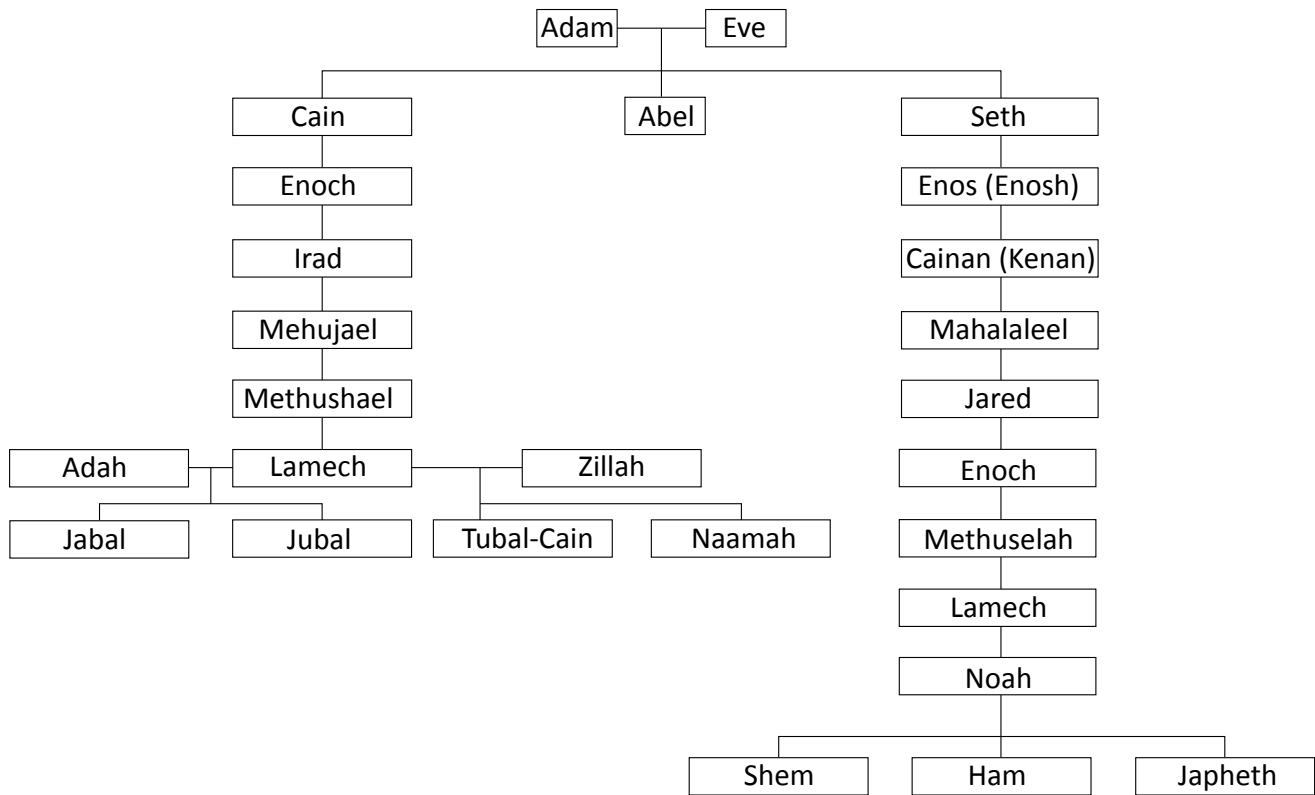 Adam
Eve
Cain
Abel
Seth
Enoch
Enos (Enosh)
Irad
Cainan (Kenan)
Mehujael
Mahalaleel
Methushael
Jared
Adah
Lamech
Zillah
Enoch
Jabal
Jubal
Tubal-Cain
Naamah
Methuselah
Lamech
Noah
Shem
Ham
Japheth